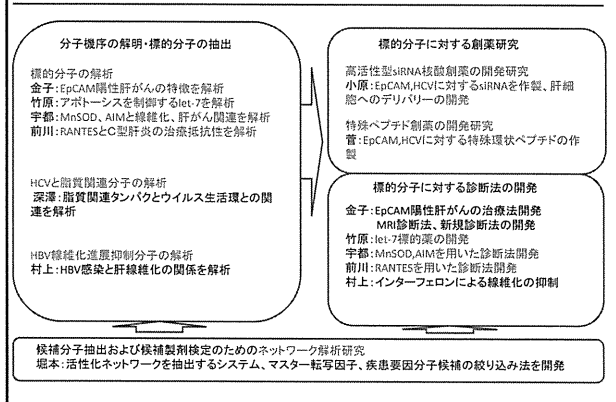 分子機序の解明・標的分子の抽出
標的分子の解析
金子：EpCAM陽性肝がんの特徴を解析
竹原：アポトーシスを制御するlet-7を解析
宇都：MnSOD、AIMと線維化、肝がん関連を解析
前川：RANTESとC型肝炎の治療抵抗性を解析
HCVと脂質関連分子の解析
深澤：脂質関連タンパクとウイルス生活環との関
連を解析
HBV線維化進展抑制分子の解析
村上：HBV感染と肝線維化の関係を解析
標的分子に対する創薬研究
高活性型siRNA核酸創薬の開発研究
小原：EpCAM,HCVに対するsiRNAを作製、肝細
胞へのデリバリーの開発
特殊ペプチド創薬の開発研究
菅：EpCAM,HCVに対する特殊環状ペプチドの作
製
標的分子に対する診断法の開発
金子：EpCAM陽性肝がんの治療法開発
MRI診断法、新規診断法の開発
竹原：let-7標的薬の開発
宇都：MnSOD,AIMを用いた診断法開発
前川：RANTESを用いた診断法開発
村上：インターフェロンによる線維化の抑制
候補分子抽出および候補製剤検定のためのネットワーク解析研究
堀本：活性化ネットワークを抽出するシステム、マスター転写因子、疾患要因分子候補の絞り込み法を開発